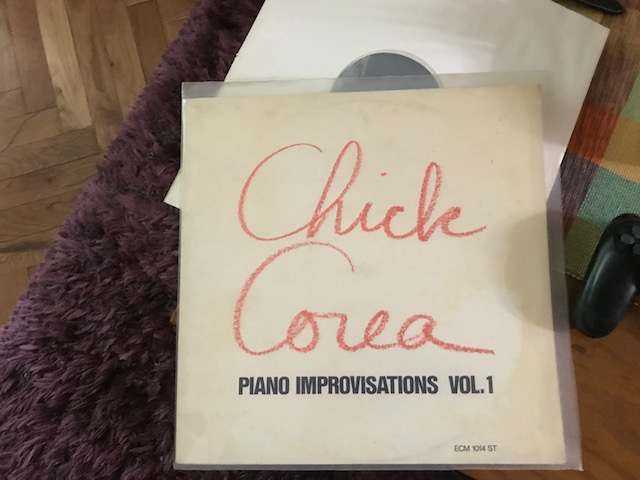 Chick
Corea
PIANO IMPROVISATIONS VOL.1
ECM 1014 ST